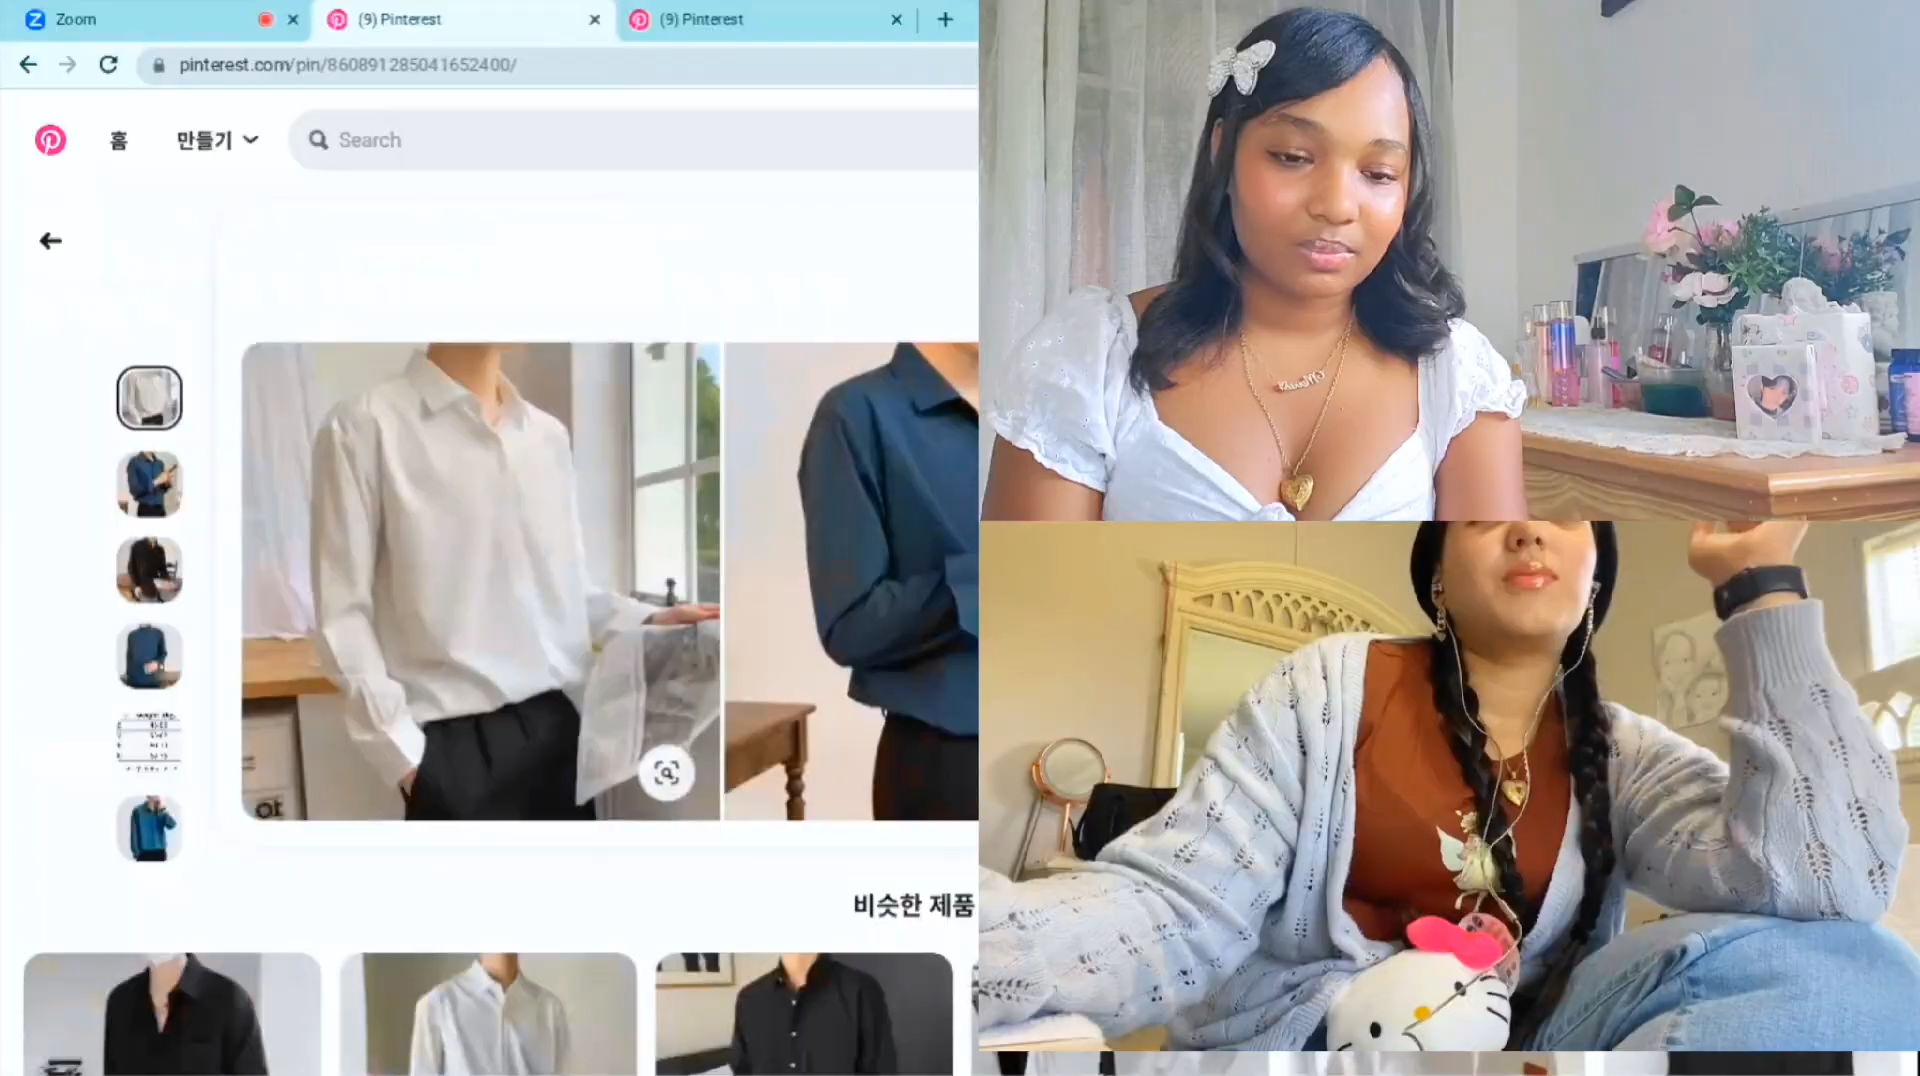 Zoom
(9) Pinterest
(9) Pinterest
pinterest.com/pin/860891285041652400/
홈
만들기
Search
비슷한 제품